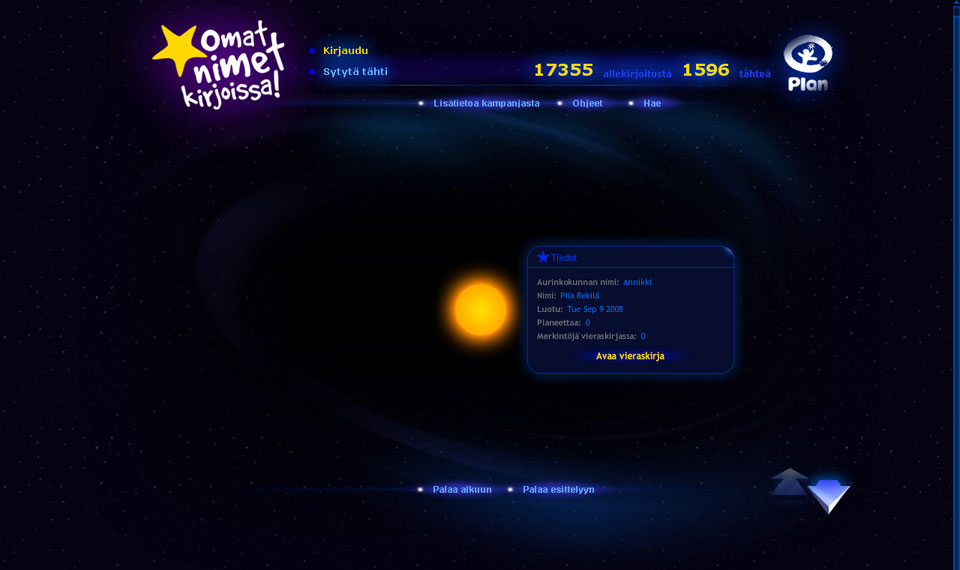 Omat
nimet
kirjoissa!
Kirjaudu
Sytytä tähti
17355 allekirjoitusta 1596 tähteä
Plan
Lisätietoa kampanjasta Ohjeet Hae
Tiedot
Aurinkokunnan nimi: annikki
Nimi: Piia Rekilä
Luotu: Tue Sep 9 2008
Planeettaa: 0
Merkintöjä vieraskirjassa: 0
Avaa vieraskirja
Palaa alkuun Palaa esittelyyn